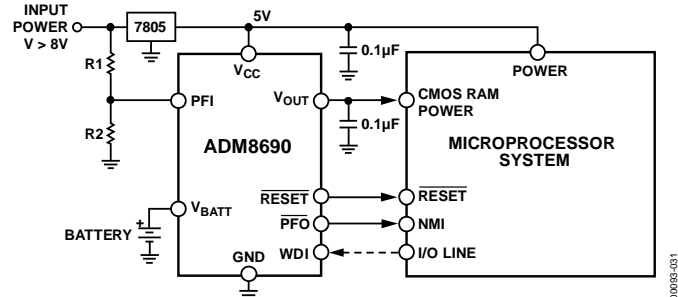 INPUT
POWER
V > 8V
7805
5V
R1
0.1µF
POWER
VCC
PFI
VOUT
CMOS RAM
POWER
R2
0.1µF
ADM8690
MICROPROCESSOR
SYSTEM
RESET
RESET
VBATT
BATTERY
+
PFO
NMI
GND
WDI
I/O LINE
00093-031